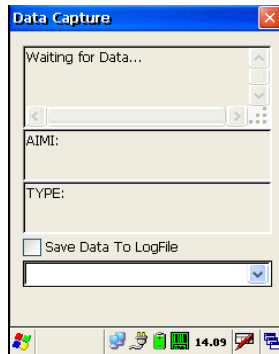 Data Capture
Waiting for Data...
AIMI:
TYPE:
Save Data To LogFile
14.09